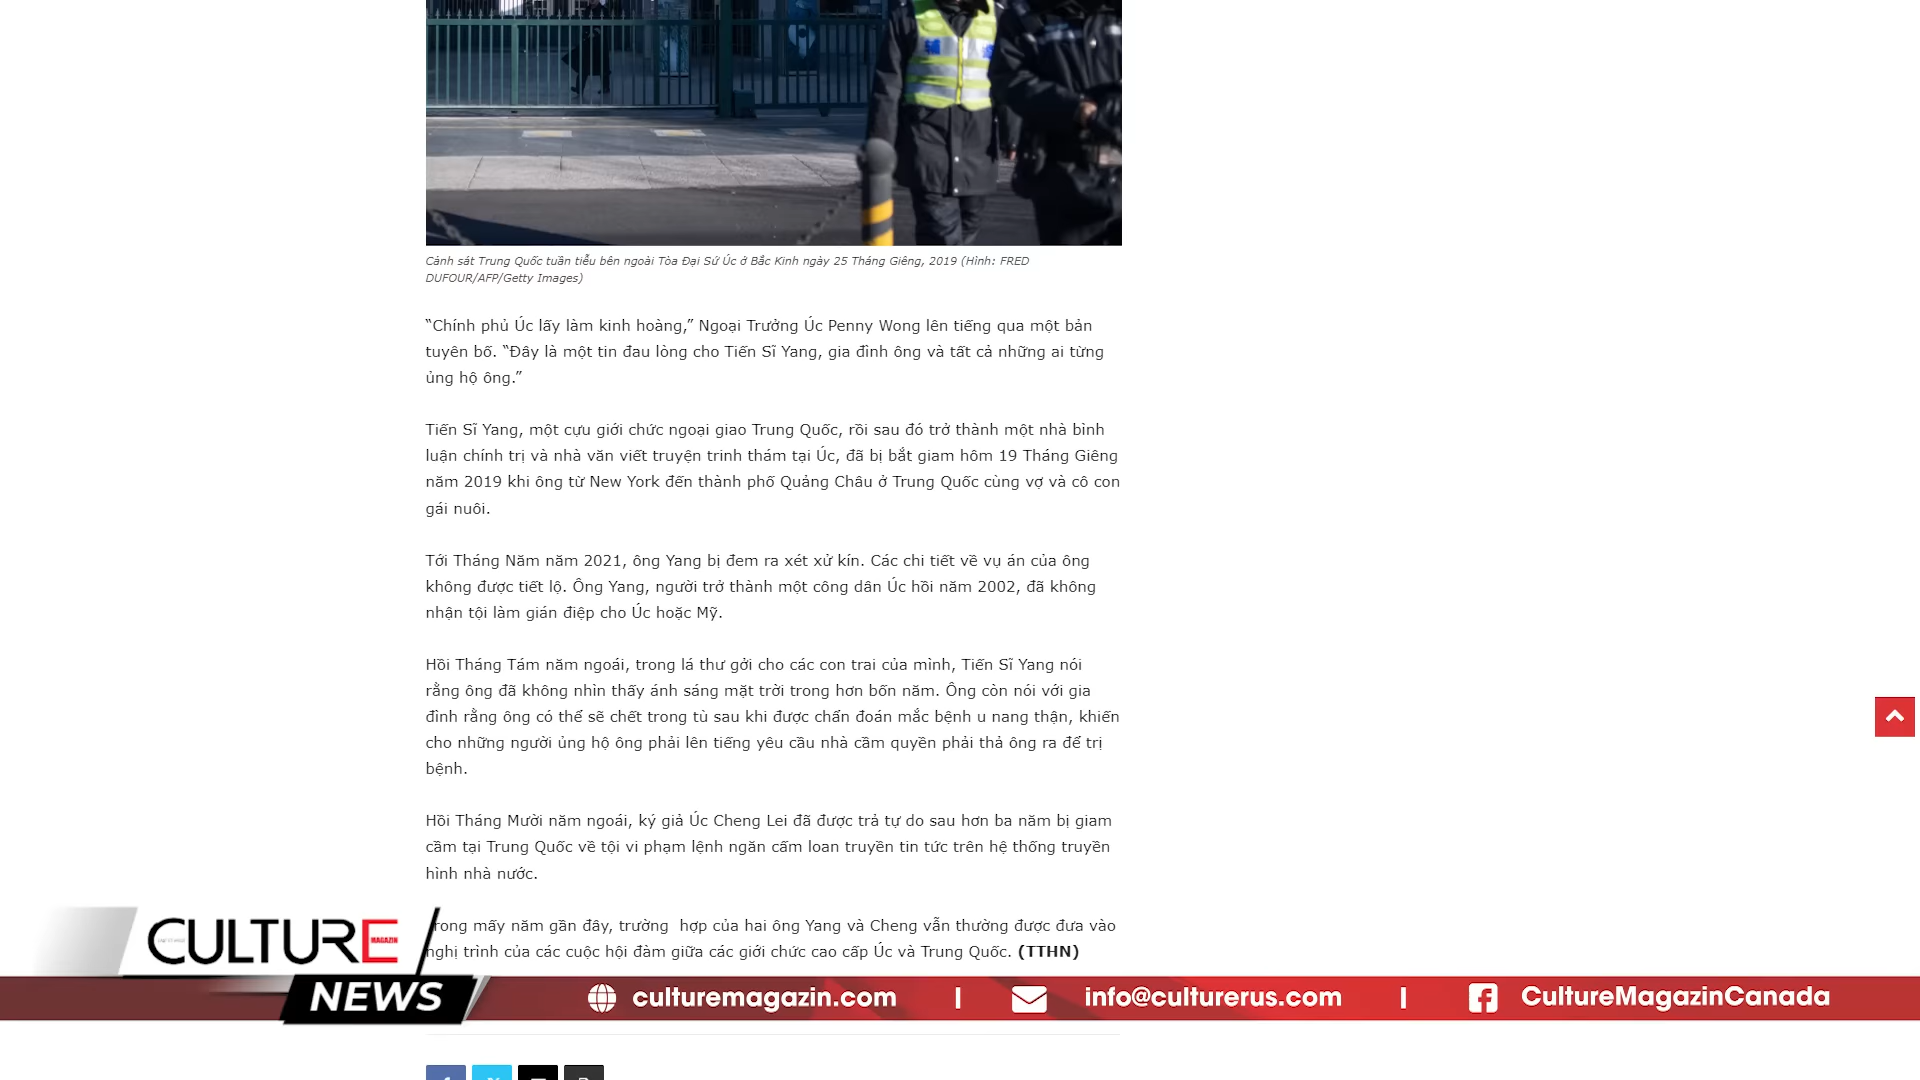 Cảnh sát Trung Quốc tuần tiễu bên ngoài Tòa Đại Sứ Úc ở Bắc Kinh ngày 25 Tháng Giêng, 2019 (Hình: FRED
DUFOUR/AFP/Getty Images)
“Chính phủ Úc lấy làm kinh hoàng,” Ngoại Trưởng Úc Penny Wong lên tiếng qua một bản
tuyên bố. “Đây là một tin đau lòng cho Tiến Sĩ Yang, gia đình ông và tất cả những ai từng
ủng hộ ông.”
Tiến Sĩ Yang, một cựu giới chức ngoại giao Trung Quốc, rồi sau đó trở thành một nhà bình
luận chính trị và nhà văn viết truyện trinh thám tại Úc, đã bị bắt giam hôm 19 Tháng Giêng
năm 2019 khi ông từ New York đến thành phố Quảng Châu ở Trung Quốc cùng vợ và cô con
gái nuôi.
Tới Tháng Năm năm 2021, ông Yang bị đem ra xét xử kín. Các chi tiết về vụ án của ông
không được tiết lộ. Ông Yang, người trở thành một công dân Úc hồi năm 2002, đã không
nhận tội làm gián điệp cho Úc hoặc Mỹ.
Hồi Tháng Tám năm ngoái, trong lá thư gởi cho các con trai của mình, Tiến Sĩ Yang nói
rằng ông đã không nhìn thấy ánh sáng mặt trời trong hơn bốn năm. Ông còn nói với gia
đình rằng ông có thể sẽ chết trong tù sau khi được chẩn đoán mắc bệnh u nang thận, khiến
cho những người ủng hộ ông phải lên tiếng yêu cầu nhà cầm quyền phải thả ông ra để trị
bệnh.
Hồi Tháng Mười năm ngoái, ký giả Úc Cheng Lei đã được trả tự do sau hơn ba năm bị giam
cầm tại Trung Quốc về tội vi phạm lệnh ngăn cấm loan truyền tin tức trên hệ thống truyền
hình nhà nước.
rong mấy năm gần đây, trường hợp của hai ông Yang và Cheng vẫn thường được đưa vào
nghị trình của các cuộc hội đàm giữa các giới chức cao cấp Úc và Trung Quốc. (TTHN)
CULTURE MAGAZIN
NEWS
culturemagazin.com | info@culturerus.com | CultureMagazinCanada